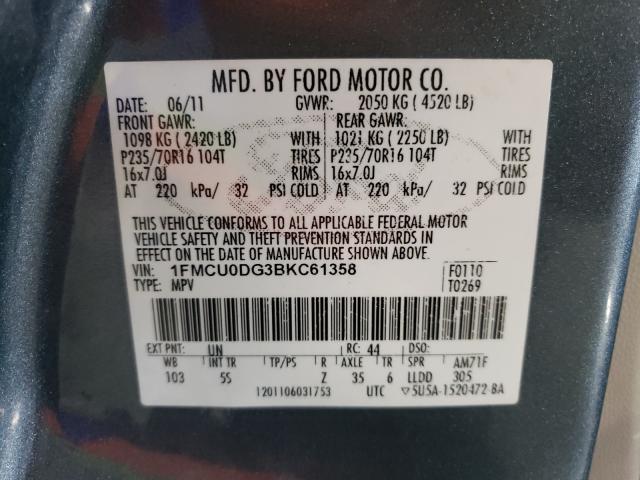 MFD. BY FORD MOTOR CO.
DATE: 06/11 GVWR: 2050 KG ( 4520 LB)
FRONT GAWR: REAR GAWR:
1098 KG ( 2420 LB) WITH 1021 KG ( 2250 LB) WITH
P235/70R16 104T TIRES P235/70R16 104T TIRES
16x7.0J RIMS 16x7.0J RIMS
AT 220 kPa/ 32 PSI COLD AT 220 kPa/ 32 PSI COLD
THIS VEHICLE CONFORMS TO ALL APPLICABLE FEDERAL MOTOR
VEHICLE SAFETY AND THEFT PREVENTION STANDARDS IN
EFFECT ON THE DATE OF MANUFACTURE SHOWN ABOVE.
VIN: 1FMCU0DG3BKC61358 F0110
TYPE: MPV T0269
EXT PNT: UN RC: 44 DSO:
WB INT TR TP/PS R AXLE TR SPR AM71F
103 5S Z 35 6 LLDD 305
1201106031753 UTC ▽5U5A-1520472-BA